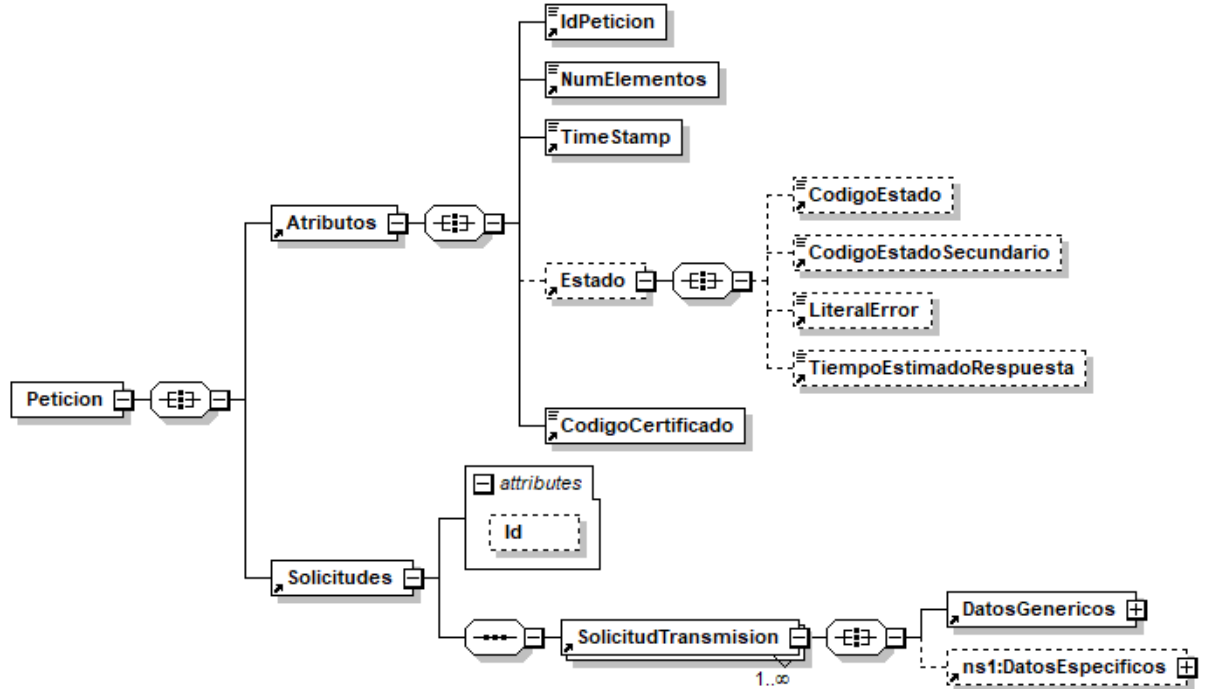 IdPeticion
NumElementos
TimeStamp
CodigoEstado
Atributos
CodigoEstadoSecundario
Estado
LiteralError
TiempoEstimadoRespuesta
Peticion
CodigoCertificado
attributes
Id
Solicitudes
DatosGenericos
SolicitudTransmision
1..∞
ns1:DatosEspecificos